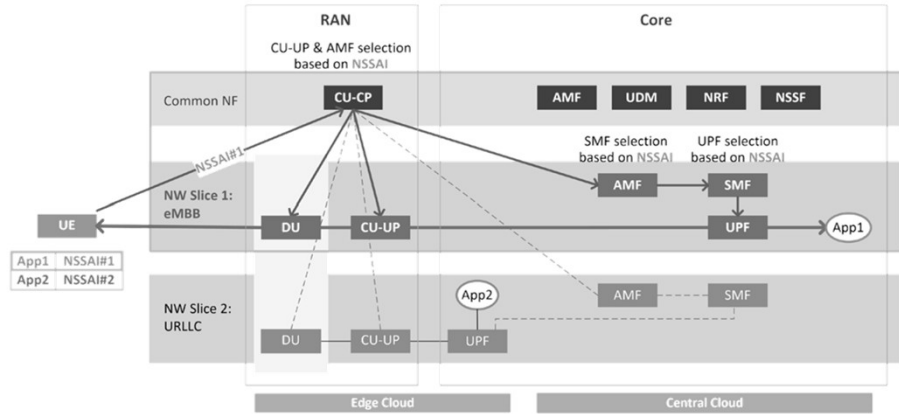 RAN
Core
CU-UP & AMF selection
based on NSSAI
Common NF
CU-CP
AMF
UDM
NRF
NSSF
NSSAI#1
SMF selection
based on NSSAI
UPF selection
based on NSSAI
NW Slice 1:
eMBB
AMF
SMF
UE
DU
CU-UP
UPF
App1
App1 NSSAI#1
App2 NSSAI#2
NW Slice 2:
URLLC
App2
AMF
SMF
DU
CU-UP
UPF
Edge Cloud
Central Cloud